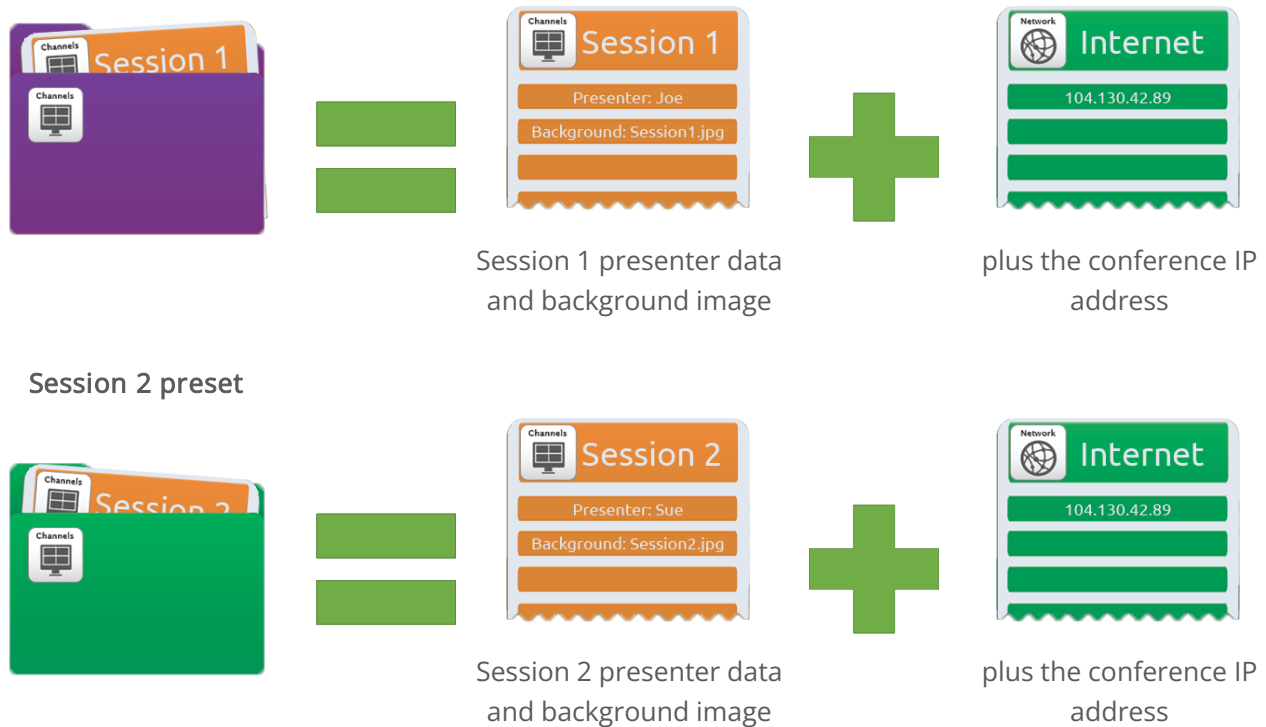 Channels
Session 1
Channels
Channels
Session 1
Presenter: Joe
Background: Session1.jpg
Network
Internet
104.130.42.89
Session 1 presenter data
and background image
plus the conference IP
address
Session 2 preset
Channels
Session 2
Channels
Channels
Session 2
Presenter: Sue
Background: Session2.jpg
Network
Internet
104.130.42.89
Session 2 presenter data
and background image
plus the conference IP
address